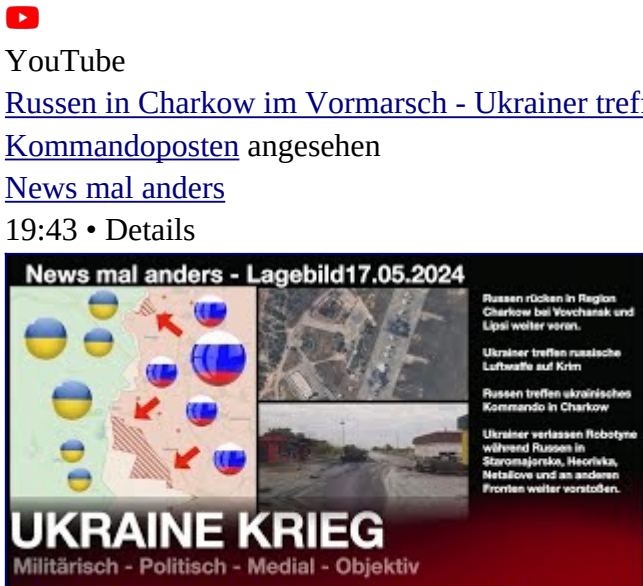 YouTube
Russen in Charkow im Vormarsch - Ukrainer
Kommandoposten angesehen
News mal anders
19:43 • Details
News mal anders - Lagebild17.05.2024
Russen rücken in Region
Charkow bei Vovchansk und
Lipsi weiter voran.
Ukrainer treffen russische
Luftwaffe auf Krim
Russen treffen ukrainisches
Kommando in Charkow
Ukrainer verlassen Robotyne
während Russen in
Staromajorske, Heorivka,
Netailove und an anderen
Fronten weiter vorstoßen.
UKRAINE KRIEG
Militärisch - Politisch - Medial - Objektiv